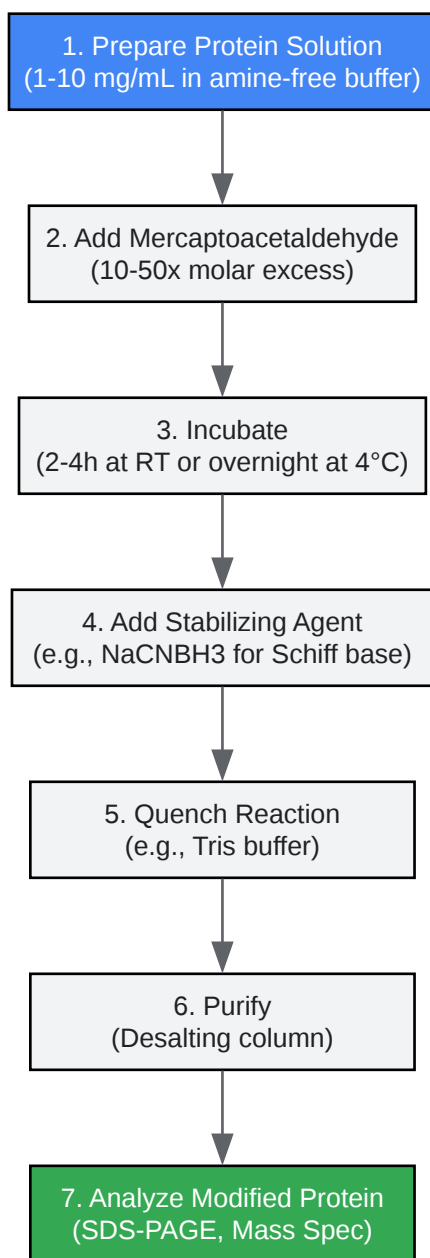 1. Prepare Protein Solution
(1-10 mg/mL in amine-free buffer)
2. Add Mercaptoacetaldehyde
(10-50x molar excess)
3. Incubate
(2-4h at RT or overnight at 4°C)
4. Add Stabilizing Agent
(e.g., NaCNBH3 for Schiff base)
5. Quench Reaction
(e.g., Tris buffer)
6. Purify
(Desalting column)
7. Analyze Modified Protein
(SDS-PAGE, Mass Spec)